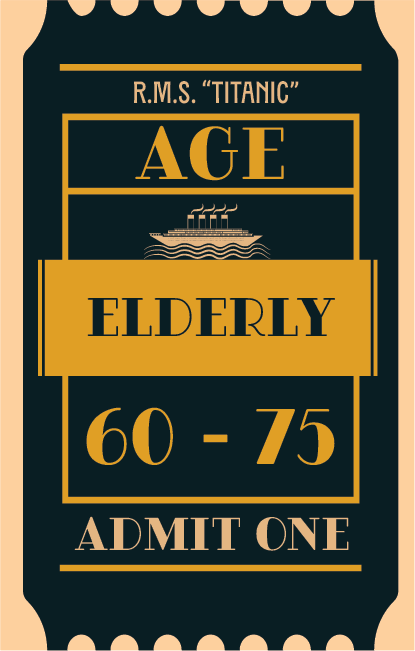 R.M.S. “TITANIC”
AGE
ELDERLY
60 - 75
ADMIT ONE